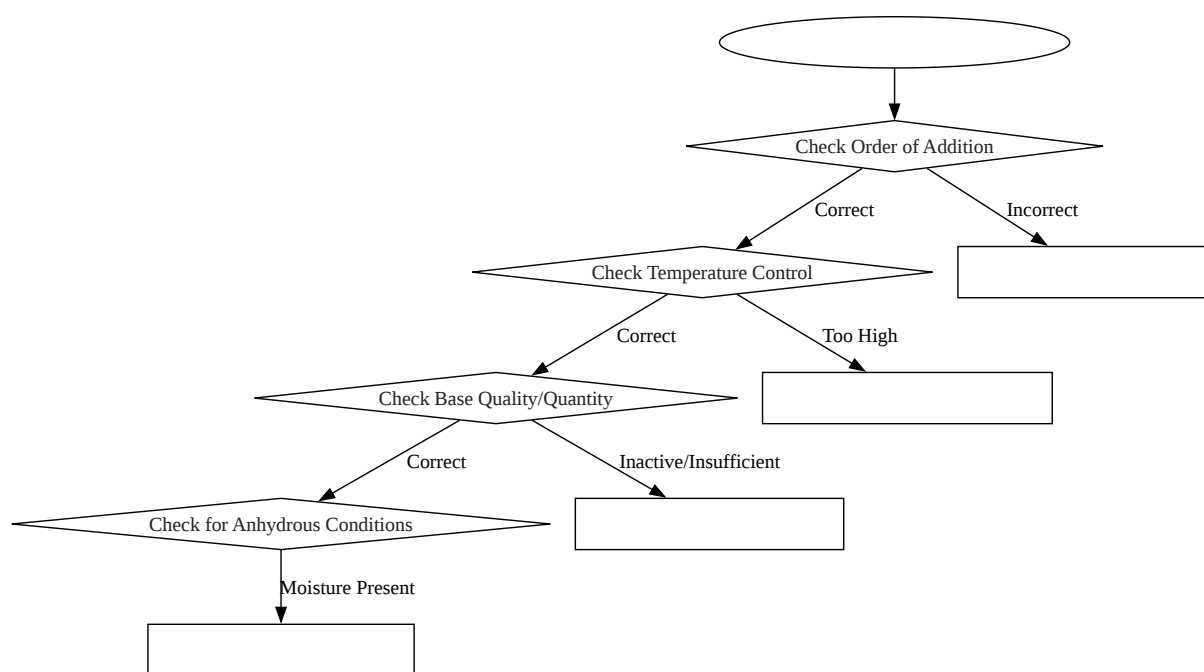 Check Order of Addition
Correct
Incorrect
Check Temperature Control
Correct
Too High
Check Base Quality/Quantity
Correct
Inactive/Insufficient
Check for Anhydrous Conditions
Moisture Present